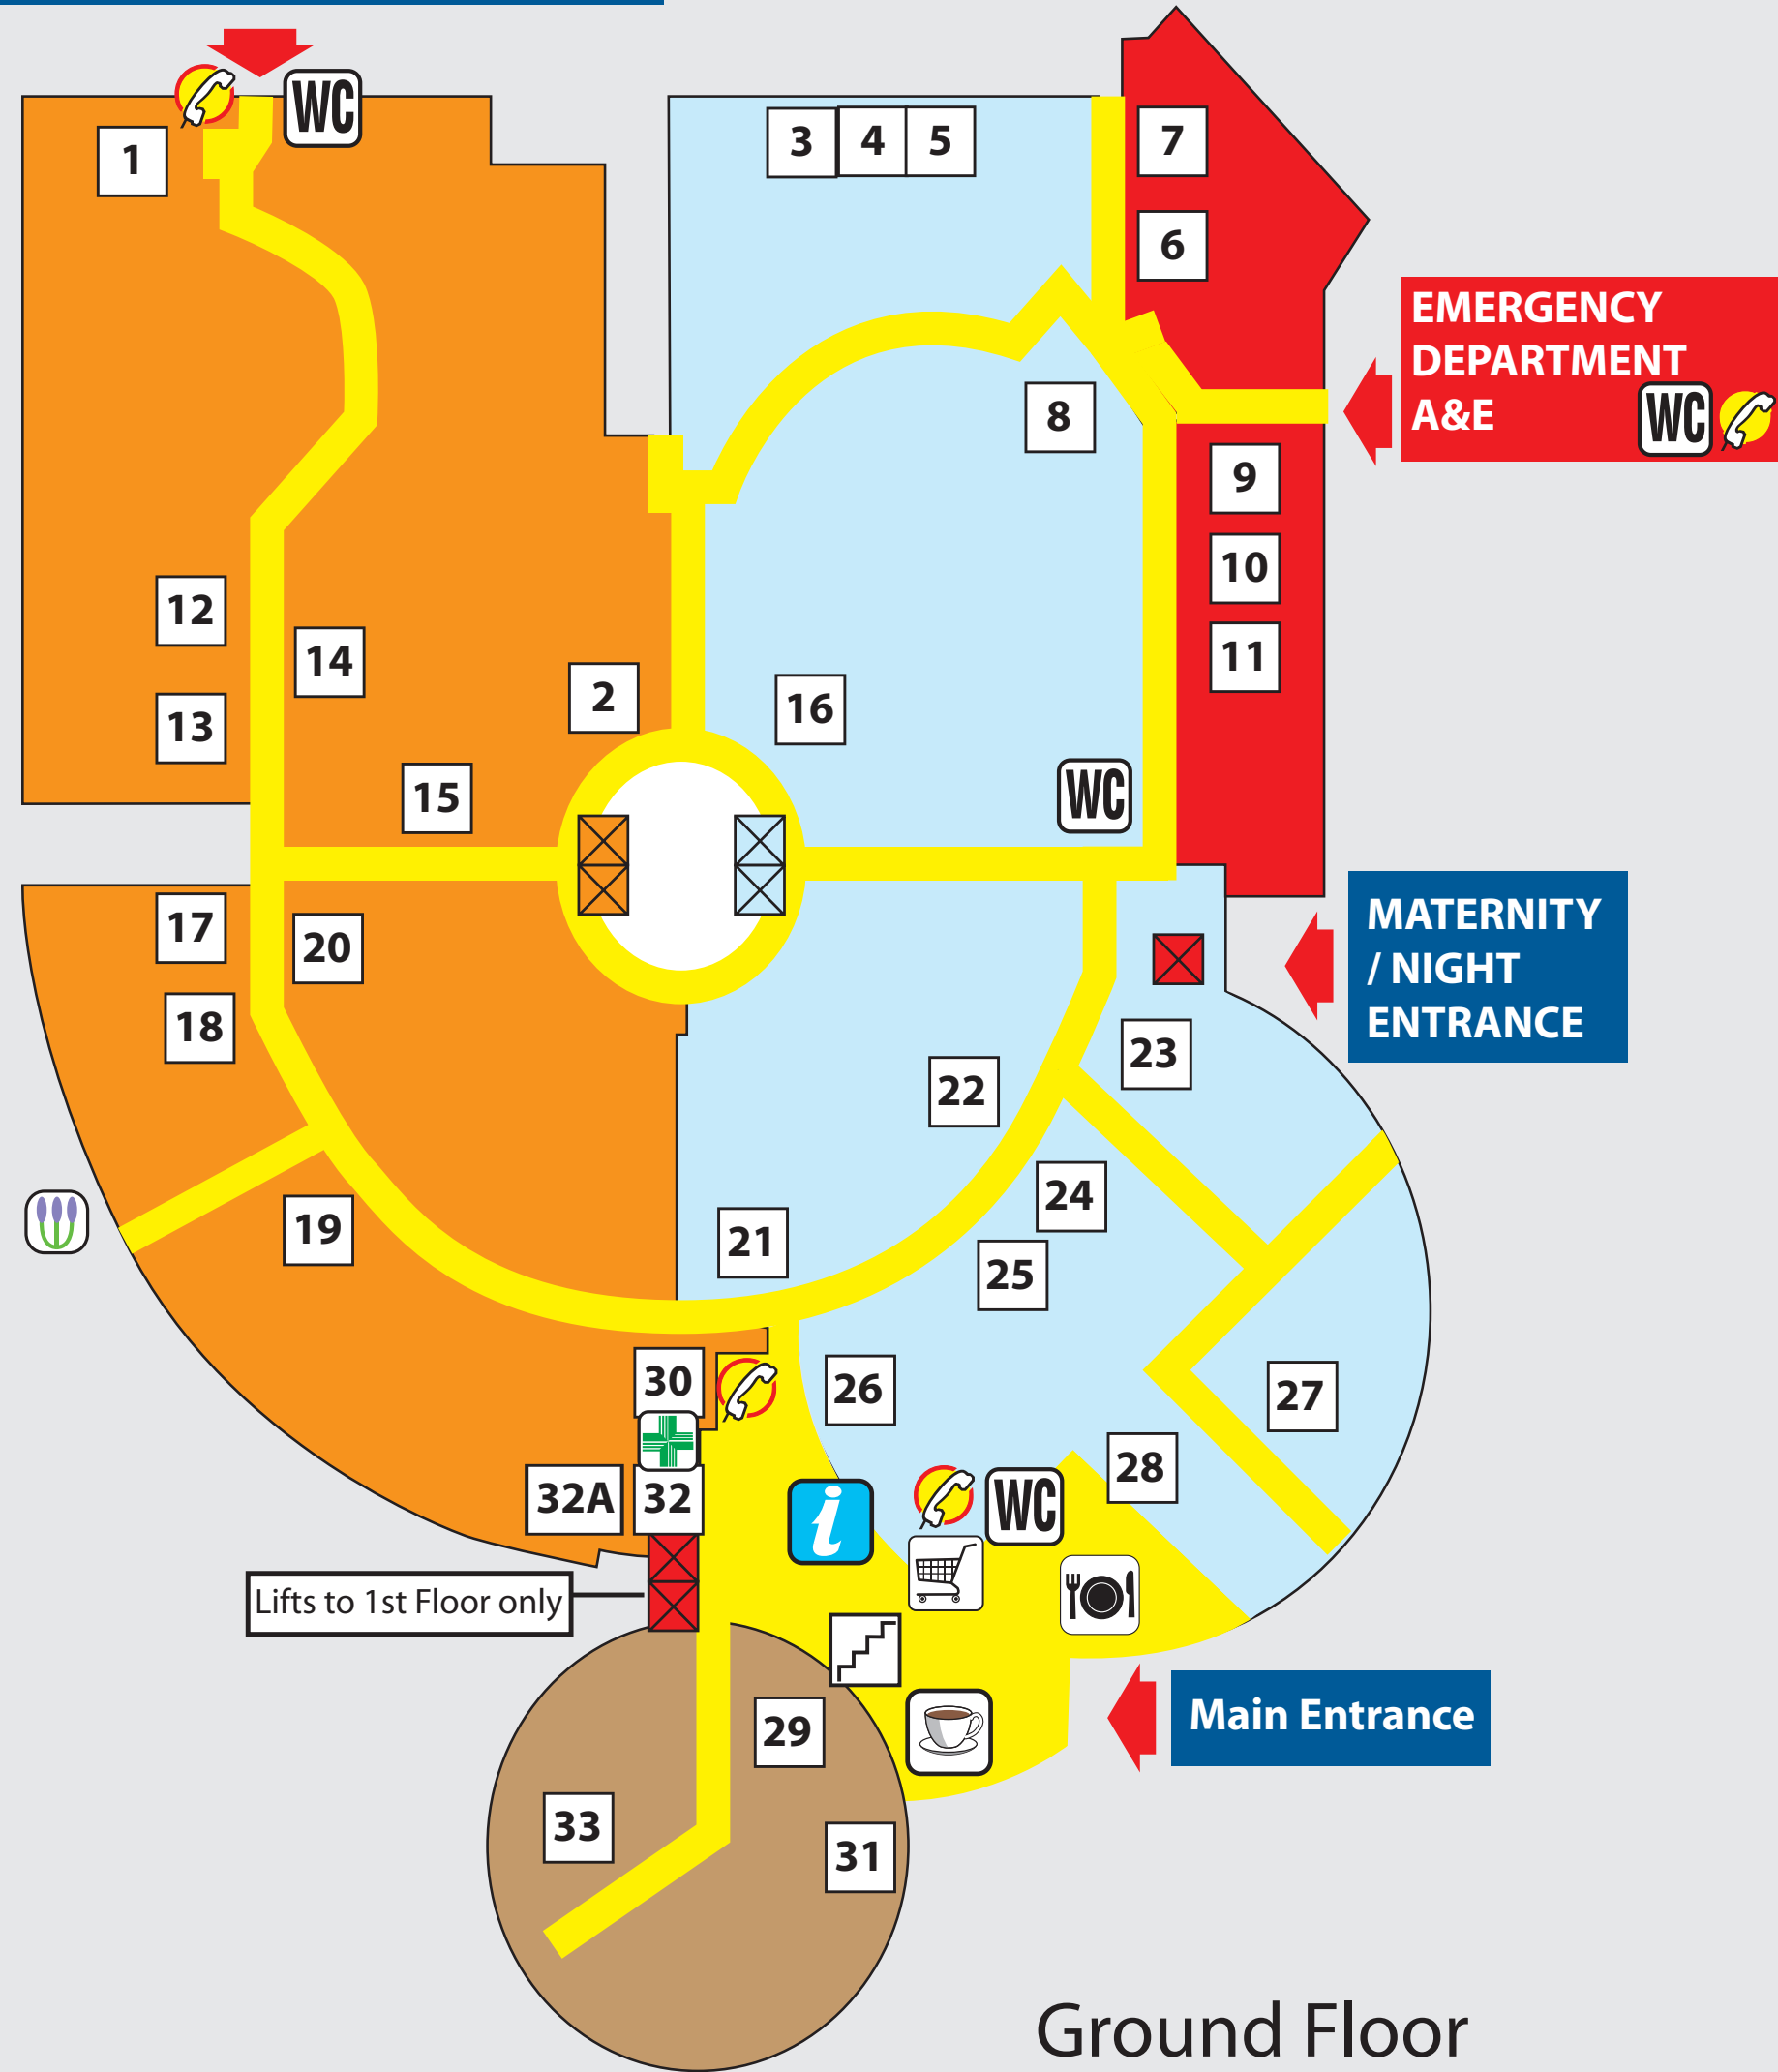 WC
1
3
4
5
7
6
EMERGENCY
DEPARTMENT
A&E
WC
8
9
10
11
12
14
13
2
16
15
WC
17
20
18
MATERNITY
/ NIGHT
ENTRANCE
23
22
24
19
21
25
30
26
27
28
32A
32
i
WC
Lifts to 1st Floor only
29
Main Entrance
33
31
Ground Floor